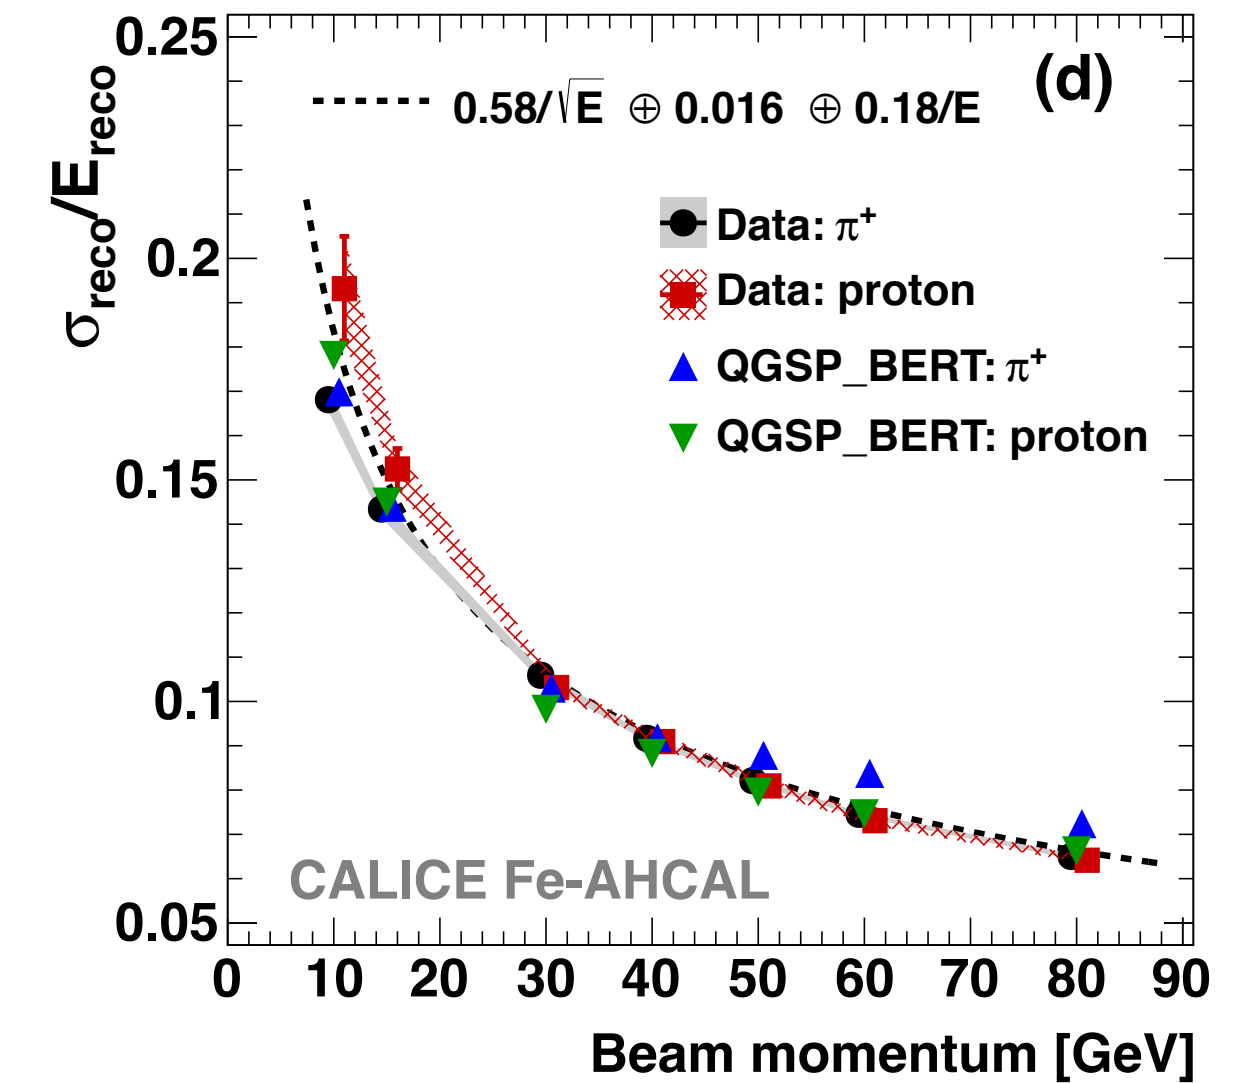 (d)
0.58/√E ⊕ 0.016 ⊕ 0.18/E
Data: π⁺
Data: proton
QGSP_BERT: π⁺
QGSP_BERT: proton
σreco/Ereco
0.25
0.2
0.15
0.1
0.05
CALICE Fe-AHCAL
0 10 20 30 40 50 60 70 80 90
Beam momentum [GeV]